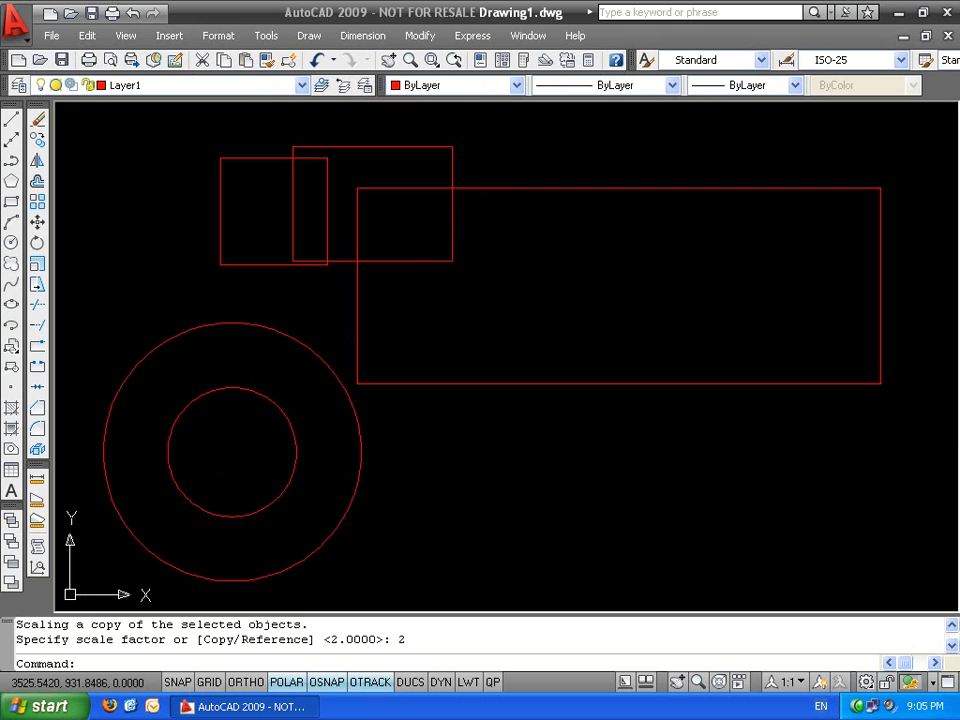 AutoCAD 2009 - NOT FOR RESALE Drawing1.dwg
Type a keyword or phrase
File Edit View Insert Format Tools Draw Dimension Modify Express Window Help
Standard ISO-25 Star
Layer1 ByLayer ByLayer ByLayer ByColor
A
Y
X
Scaling a copy of the selected objects.
Specify scale factor or [Copy/Reference] <2.0000>: 2
Command:
3525.5420, 931.8486, 0.0000 SNAP GRID ORTHO POLAR OSNAP OTRACK DUCS DYN LWT QP 1:1
start AutoCAD 2009 - NOT... EN 9:05 PM